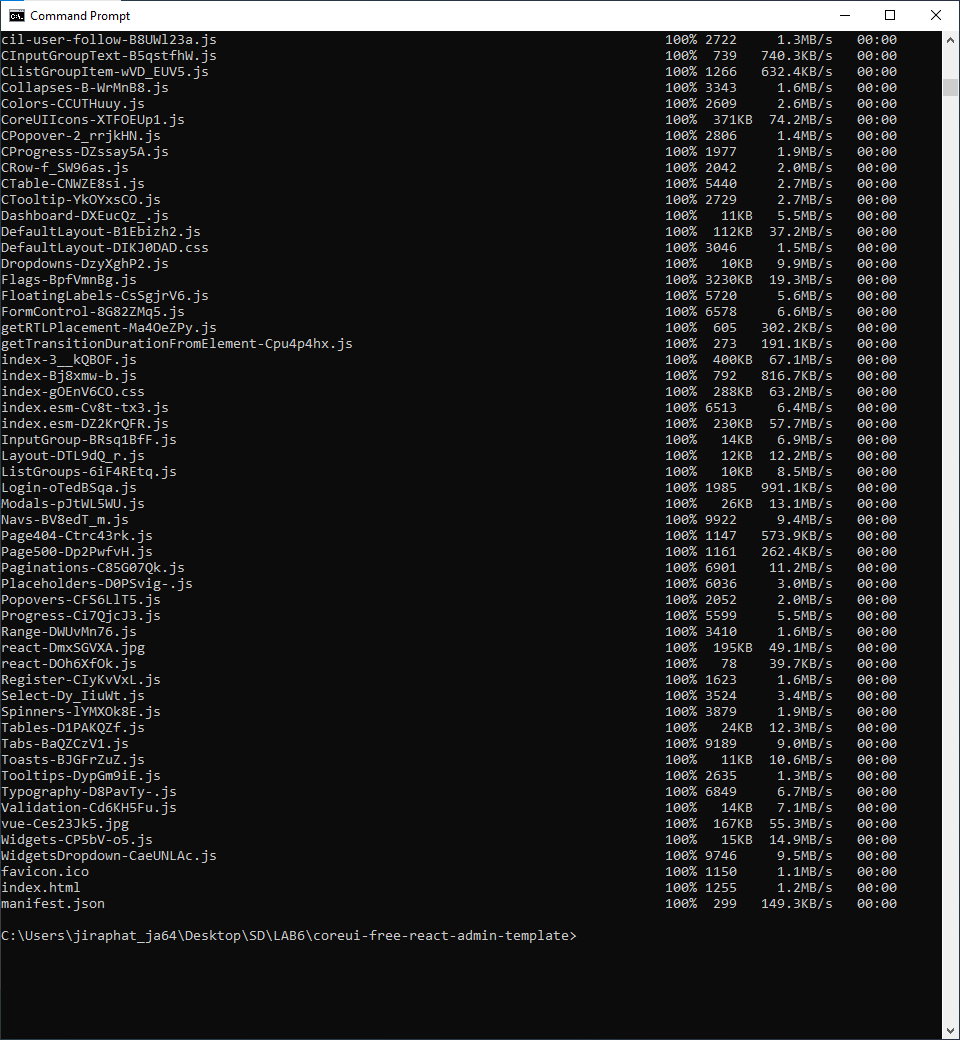 Command Prompt
cil-user-follow-B8UWl23a.js 100% 2722 1.3MB/s 00:00
CInputGroupText-B5qstfhW.js 100% 739 740.3KB/s 00:00
CListGroupItem-wVD_EUV5.js 100% 1266 632.4KB/s 00:00
Collapses-B-WrMnB8.js 100% 3343 1.6MB/s 00:00
Colors-CCUTHuuy.js 100% 2609 2.6MB/s 00:00
CoreUIIcons-XTFOEUp1.js 100% 371KB 74.2MB/s 00:00
CPopover-2_rrjkHN.js 100% 2806 1.4MB/s 00:00
CProgress-DZssay5A.js 100% 1977 1.9MB/s 00:00
CRow-f_SW96as.js 100% 2042 2.0MB/s 00:00
CTable-CNWZE8si.js 100% 5440 2.7MB/s 00:00
CTooltip-YkOYxsCO.js 100% 2729 2.7MB/s 00:00
Dashboard-DXEucQz_.js 100% 11KB 5.5MB/s 00:00
DefaultLayout-B1Ebizh2.js 100% 112KB 37.2MB/s 00:00
DefaultLayout-DIKJ0DAD.css 100% 3046 1.5MB/s 00:00
Dropdowns-DzyXghP2.js 100% 10KB 9.9MB/s 00:00
Flags-BpfVmnBg.js 100% 3230KB 19.3MB/s 00:00
FloatingLabels-CsSgjrV6.js 100% 5720 5.6MB/s 00:00
FormControl-8G82ZMq5.js 100% 6578 6.6MB/s 00:00
getRTLPlacement-Ma4OeZPy.js 100% 605 302.2KB/s 00:00
getTransitionDurationFromElement-Cpu4p4hx.js 100% 273 191.1KB/s 00:00
index-3__kQBOF.js 100% 400KB 67.1MB/s 00:00
index-Bj8xmw-b.js 100% 792 816.7KB/s 00:00
index-gOEnV6CO.css 100% 288KB 63.2MB/s 00:00
index.esm-Cv8t-tx3.js 100% 6513 6.4MB/s 00:00
index.esm-DZ2KrQFR.js 100% 230KB 57.7MB/s 00:00
InputGroup-BRsq1BfF.js 100% 14KB 6.9MB/s 00:00
Layout-DTL9dQ_r.js 100% 12KB 12.2MB/s 00:00
ListGroups-6iF4REtq.js 100% 10KB 8.5MB/s 00:00
Login-oTedBSqa.js 100% 1985 991.1KB/s 00:00
Modals-pJtWL5WU.js 100% 26KB 13.1MB/s 00:00
Navs-BV8edT_m.js 100% 9922 9.4MB/s 00:00
Page404-Ctrc43rk.js 100% 1147 573.9KB/s 00:00
Page500-Dp2PwfvH.js 100% 1161 262.4KB/s 00:00
Paginations-C85G07Qk.js 100% 6901 11.2MB/s 00:00
Placeholders-D0PSvig-.js 100% 6036 3.0MB/s 00:00
Popovers-CFS6LlT5.js 100% 2052 2.0MB/s 00:00
Progress-Ci7QjcJ3.js 100% 5599 5.5MB/s 00:00
Range-DWUvMn76.js 100% 3410 1.6MB/s 00:00
react-DmxSGVXA.jpg 100% 195KB 49.1MB/s 00:00
react-DOh6XfOk.js 100% 78 39.7KB/s 00:00
Register-CIyKvVxL.js 100% 1623 1.6MB/s 00:00
Select-Dy_IiuWt.js 100% 3524 3.4MB/s 00:00
Spinners-lYMXOk8E.js 100% 3879 1.9MB/s 00:00
Tables-D1PAKQZf.js 100% 24KB 12.3MB/s 00:00
Tabs-BaQZCzV1.js 100% 9189 9.0MB/s 00:00
Toasts-BJGFrZuZ.js 100% 11KB 10.6MB/s 00:00
Tooltips-DypGm9iE.js 100% 2635 1.3MB/s 00:00
Typography-D8PavTy-.js 100% 6849 6.7MB/s 00:00
Validation-Cd6KH5Fu.js 100% 14KB 7.1MB/s 00:00
vue-Ces23Jk5.jpg 100% 167KB 55.3MB/s 00:00
Widgets-CP5bV-o5.js 100% 15KB 14.9MB/s 00:00
WidgetsDropdown-CaeUNLAc.js 100% 9746 9.5MB/s 00:00
favicon.ico 100% 1150 1.1MB/s 00:00
index.html 100% 1255 1.2MB/s 00:00
manifest.json 100% 299 149.3KB/s 00:00
C:\Users\jiraphat_ja64\Desktop\SD\LAB6\coreui-free-react-admin-template>